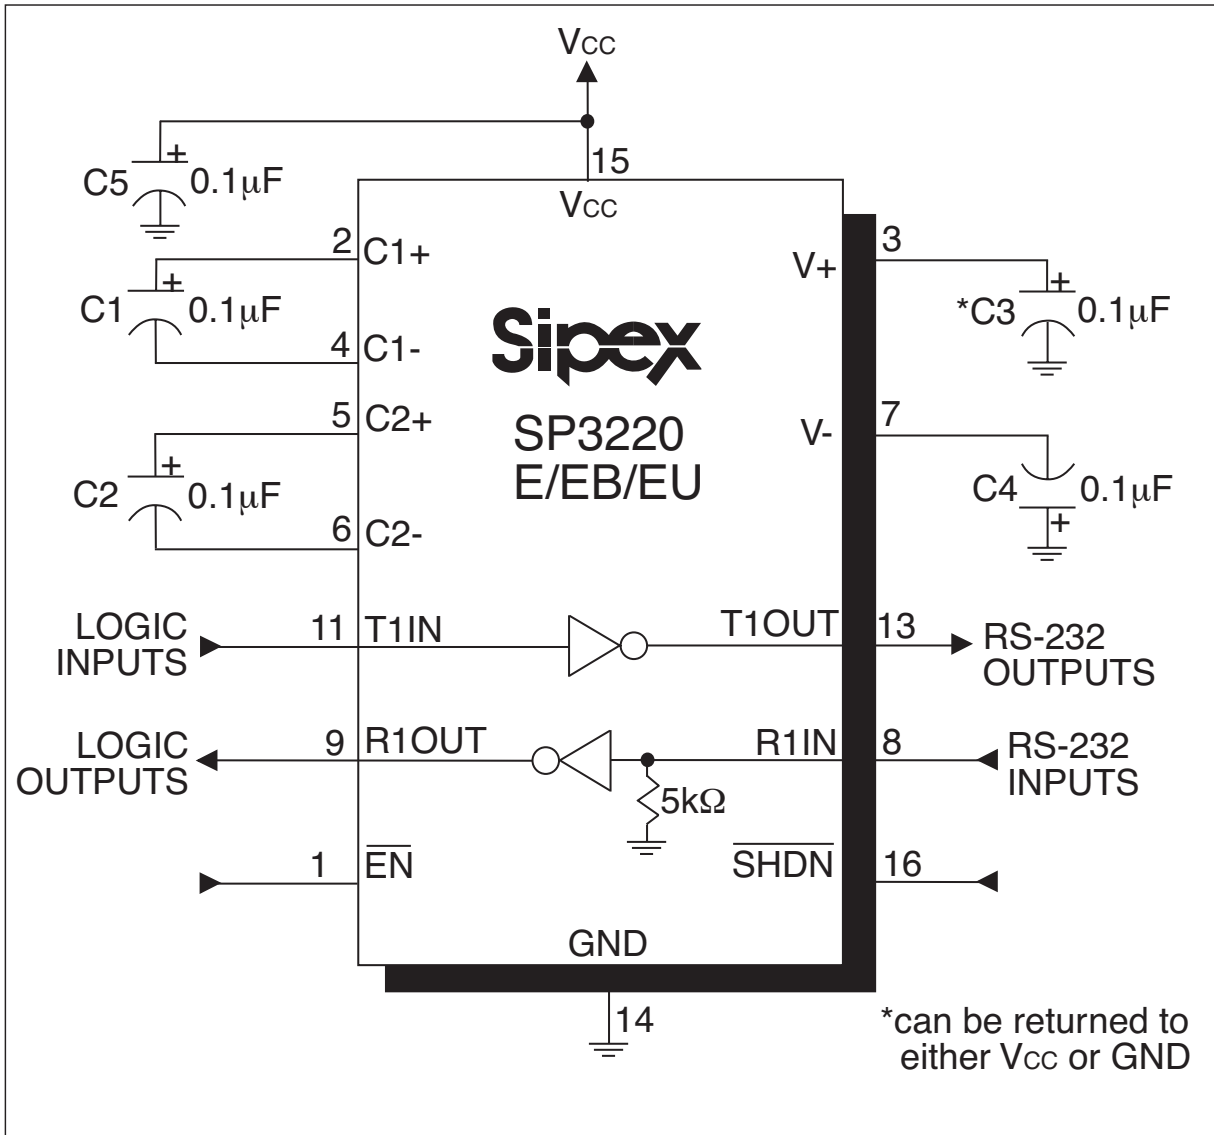 VCC
15
VCC
C5
+
0.1μF
2
C1+
C1
+
0.1μF
4
C1-
5
C2+
C2
+
0.1μF
6
C2-
V+
3
*C3
+
0.1μF
V-
7
C4
0.1μF
+
Sipex
SP3220
E/EB/EU
LOGIC
INPUTS
11
T1IN
T1OUT
13
RS-232
OUTPUTS
LOGIC
OUTPUTS
9
R1OUT
R1IN
8
RS-232
INPUTS
5kΩ
1
E̅N̅
S̅H̅D̅N̅
16
GND
14
*can be returned to
either VCC or GND